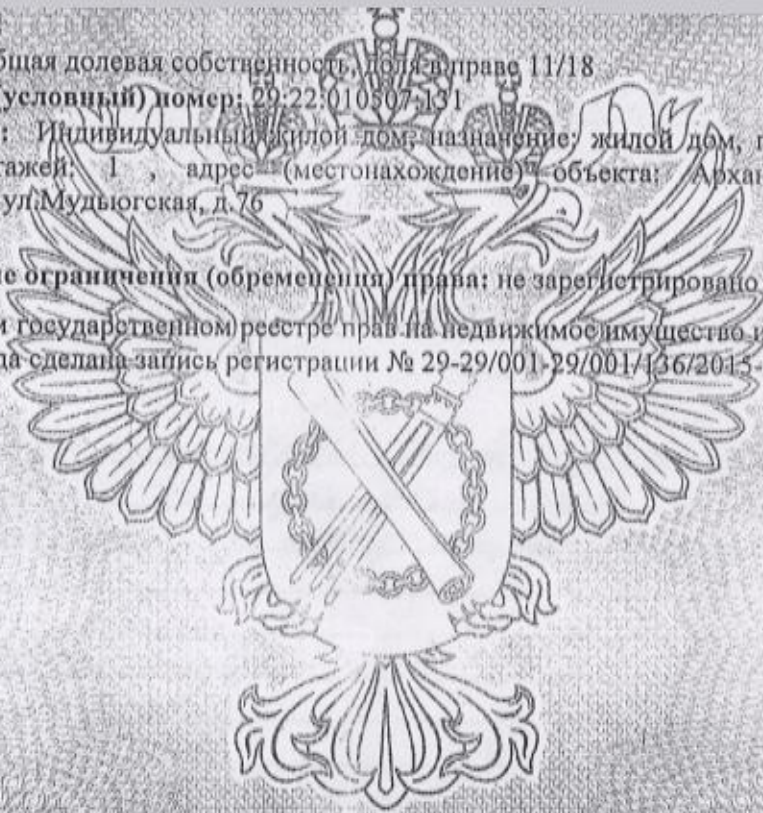 бщая долевая собственность, доля в праве 11/18
(условный) номер: 29:22:010507:131
: Индивидуальный жилой дом, назначение: жилой дом, п
тажей: 1 , адрес (местонахождение) объекта: Архан
ул.Мудьюгская, д.76
ие ограничения (обременения) права: не зарегистрировано
м государственном реестре прав на недвижимое имущество и
да сделана запись регистрации № 29-29/001-29/001/136/2015-